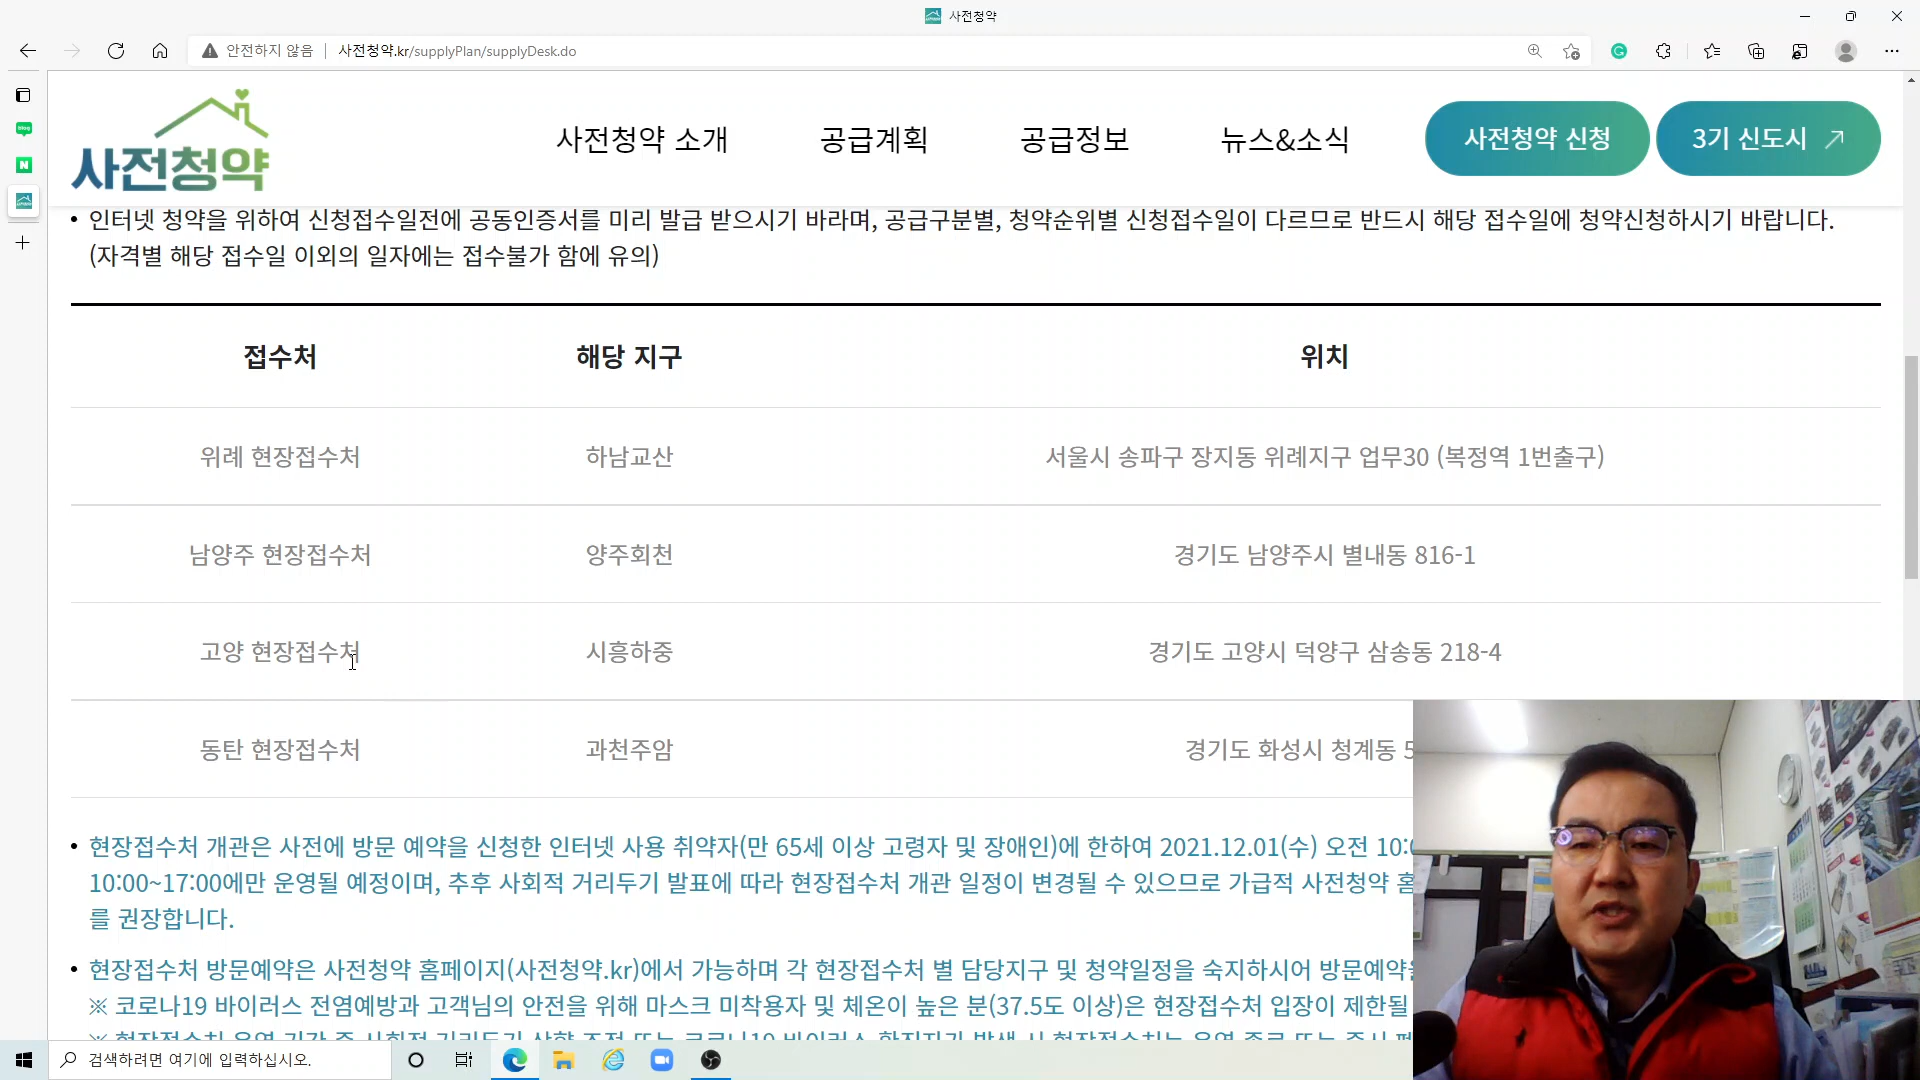 사전청약
안전하지 않음 사전청약.kr/supplyPlan/supplyDesk.do
사전청약 사전청약 소개 공급계획 공급정보 뉴스&소식 사전청약 신청 3기 신도시
• 인터넷 청약을 위하여 신청접수일전에 공동인증서를 미리 발급 받으시기 바라며, 공급구분별, 청약순위별 신청접수일이 다르므로 반드시 해당 접수일에 청약신청하시기 바랍니다.
(자격별 해당 접수일 이외의 일자에는 접수불가 함에 유의)
접수처 해당 지구 위치
위례 현장접수처 하남교산 서울시 송파구 장지동 위례지구 업무30 (복정역 1번출구)
남양주 현장접수처 양주회천 경기도 남양주시 별내동 816-1
고양 현장접수처 시흥하중 경기도 고양시 덕양구 삼송동 218-4
동탄 현장접수처 과천주암 경기도 화성시 청계동 5
• 현장접수처 개관은 사전에 방문 예약을 신청한 인터넷 사용 취약자(만 65세 이상 고령자 및 장애인)에 한하여 2021.12.01(수) 오전 10:
10:00~17:00에만 운영될 예정이며, 추후 사회적 거리두기 발표에 따라 현장접수처 개관 일정이 변경될 수 있으므로 가급적 사전청약 홈
를 권장합니다.
• 현장접수처 방문예약은 사전청약 홈페이지(사전청약.kr)에서 가능하며 각 현장접수처 별 담당지구 및 청약일정을 숙지하시어 방문예약
※ 코로나19 바이러스 전염예방과 고객님의 안전을 위해 마스크 미착용자 및 체온이 높은 분(37.5도 이상)은 현장접수처 입장이 제한될
검색하려면 여기에 입력하십시오.